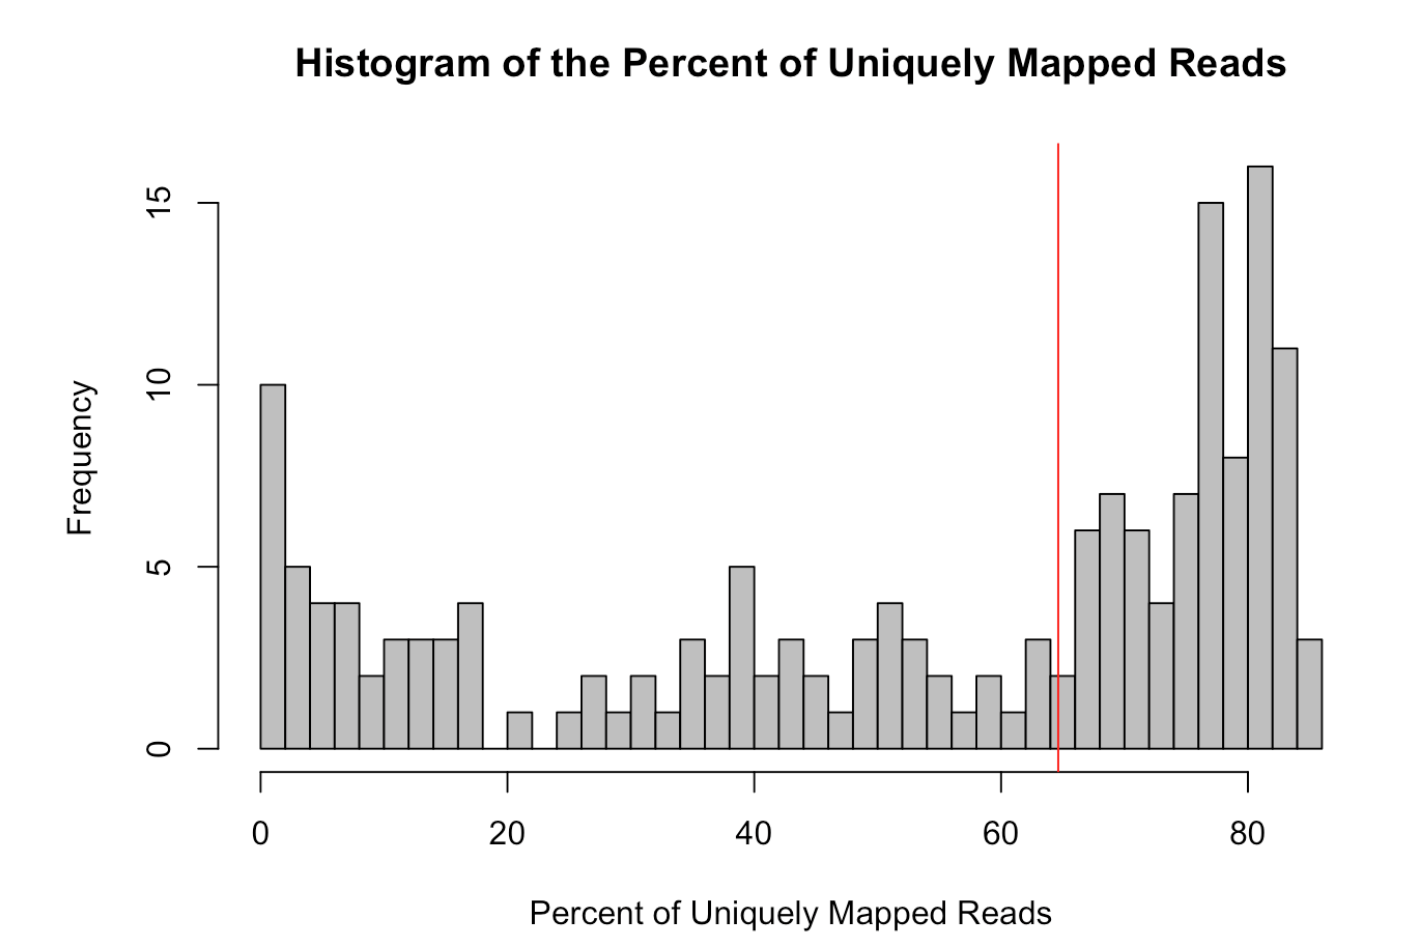 Histogram of the Percent of Uniquely Mapped Reads
Frequency
15
10
5
0
0 20 40 60 80
Percent of Uniquely Mapped Reads